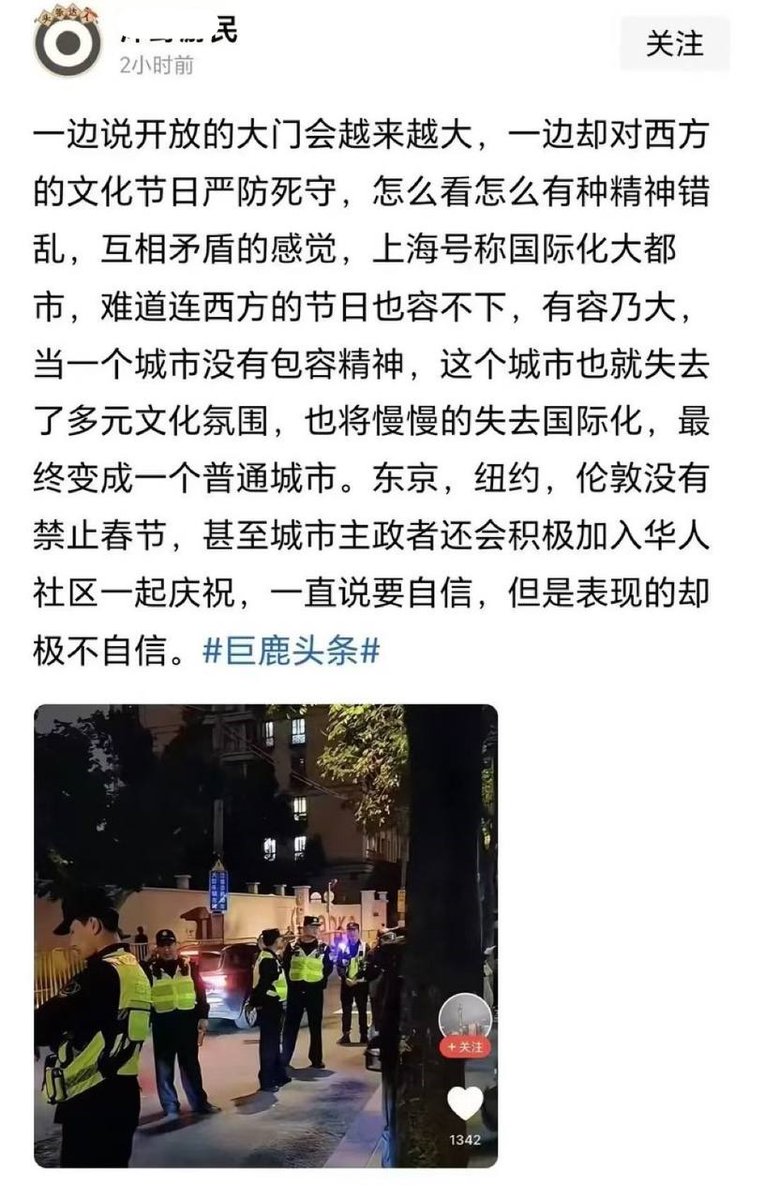 头条达人
民
2小时前
关注
一边说开放的大门会越来越大，一边却对西方
的文化节日严防死守，怎么看怎么有种精神错
乱，互相矛盾的感觉，上海号称国际化大都
市，难道连西方的节日也容不下，有容乃大，
当一个城市没有包容精神，这个城市也就失去
了多元文化氛围，也将慢慢的失去国际化，最
终变成一个普通城市。东京，纽约，伦敦没有
禁止春节，甚至城市主政者还会积极加入华人
社区一起庆祝，一直说要自信，但是表现的却
极不自信。#巨鹿头条#
+关注
1342